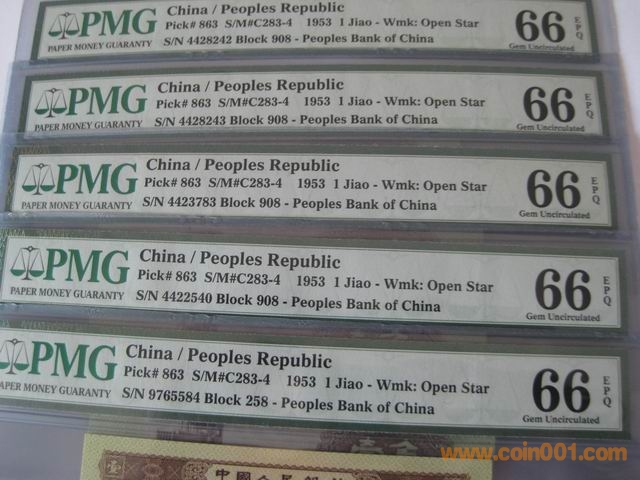 PMG
PAPER MONEY GUARANTY
China / Peoples Republic
Pick# 863 S/M#C283-4 1953 1 Jiao - Wmk: Open Star
S/N 4428242 Block 908 - Peoples Bank of China
66 EPQ
Gem Uncirculated
PMG
PAPER MONEY GUARANTY
China / Peoples Republic
Pick# 863 S/M#C283-4 1953 1 Jiao - Wmk: Open Star
S/N 4428243 Block 908 - Peoples Bank of China
66 EPQ
Gem Uncirculated
PMG
PAPER MONEY GUARANTY
China / Peoples Republic
Pick# 863 S/M#C283-4 1953 1 Jiao - Wmk: Open Star
S/N 4423783 Block 908 - Peoples Bank of China
66 EPQ
Gem Uncirculated
PMG
PAPER MONEY GUARANTY
China / Peoples Republic
Pick# 863 S/M#C283-4 1953 1 Jiao - Wmk: Open Star
S/N 4422540 Block 908 - Peoples Bank of China
66 EPQ
Gem Uncirculated
PMG
PAPER MONEY GUARANTY
China / Peoples Republic
Pick# 863 S/M#C283-4 1953 1 Jiao - Wmk: Open Star
S/N 9765584 Block 258 - Peoples Bank of China
66 EPQ
Gem Uncirculated
www.coin001.com